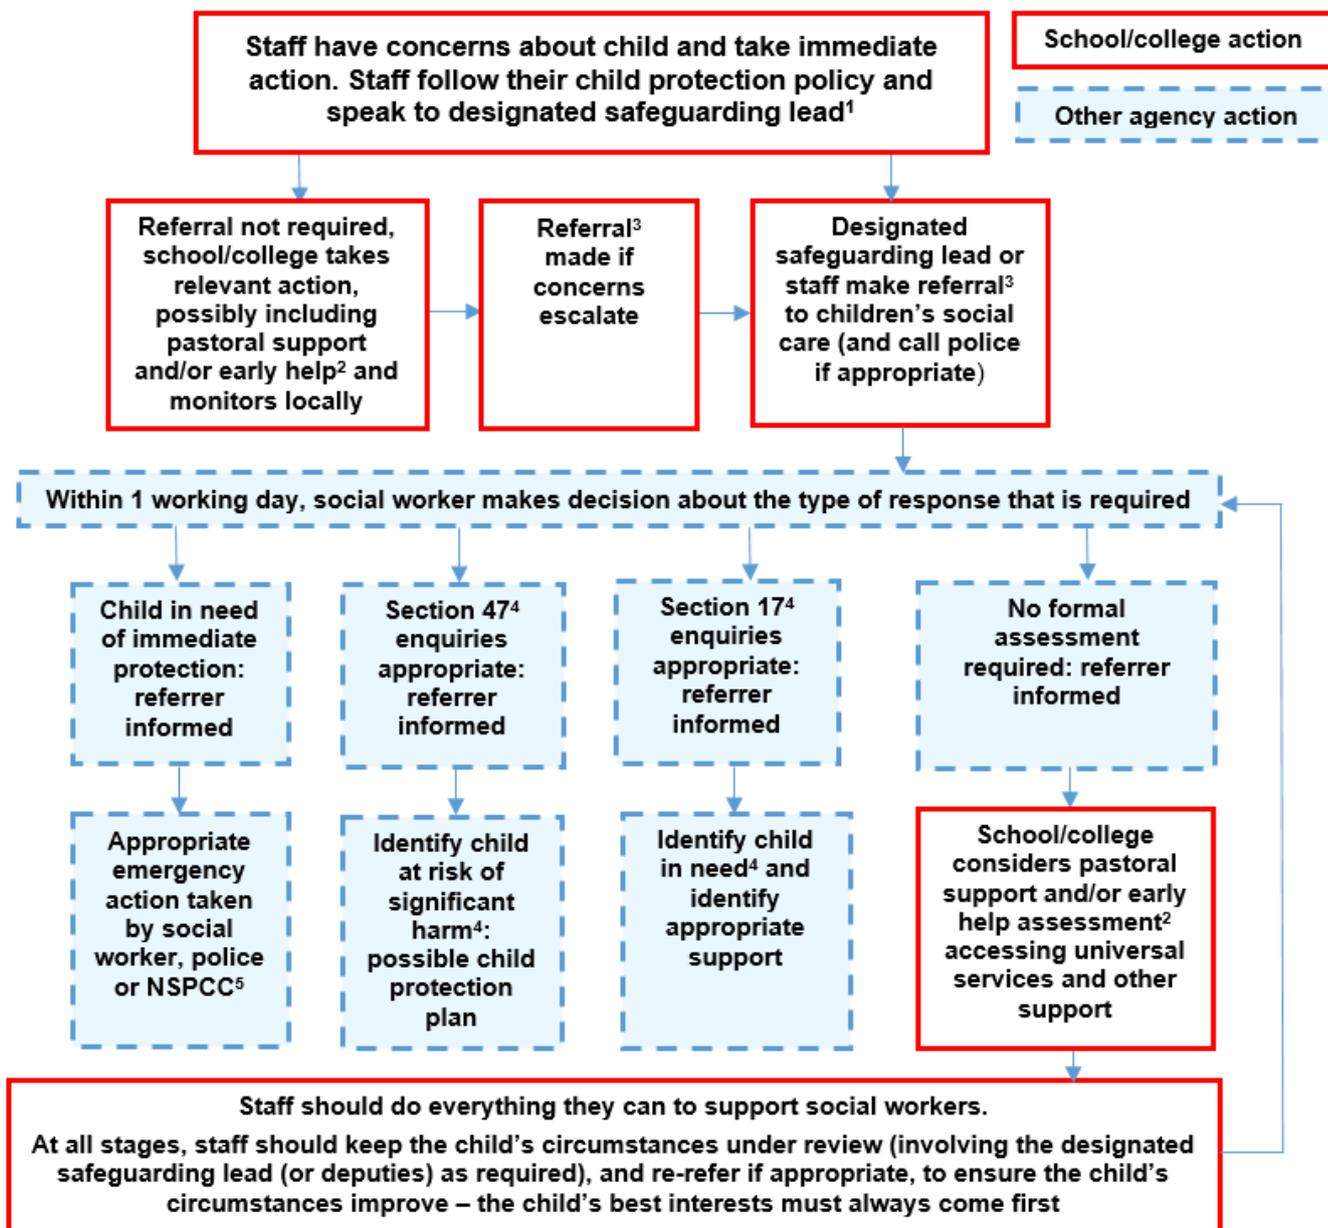 Staff have concerns about child and take immediate
action. Staff follow their child protection policy and
speak to designated safeguarding lead¹
School/college action
Other agency action
Referral not required,
school/college takes
relevant action,
possibly including
pastoral support
and/or early help² and
monitors locally
Referral³
made if
concerns
escalate
Designated
safeguarding lead or
staff make referral³
to children’s social
care (and call police
if appropriate)
Within 1 working day, social worker makes decision about the type of response that is required
Child in need
of immediate
protection:
referrer
informed
Section 47⁴
enquiries
appropriate:
referrer
informed
Section 17⁴
enquiries
appropriate:
referrer
informed
No formal
assessment
required: referrer
informed
Appropriate
emergency
action taken
by social
worker, police
or NSPCC⁵
Identify child
at risk of
significant
harm⁴:
possible child
protection
plan
Identify child
in need⁴ and
identify
appropriate
support
School/college
considers pastoral
support and/or early
help assessment²
accessing universal
services and other
support
Staff should do everything they can to support social workers.
At all stages, staff should keep the child’s circumstances under review (involving the designated
safeguarding lead (or deputies) as required), and re-refer if appropriate, to ensure the child’s
circumstances improve – the child’s best interests must always come first